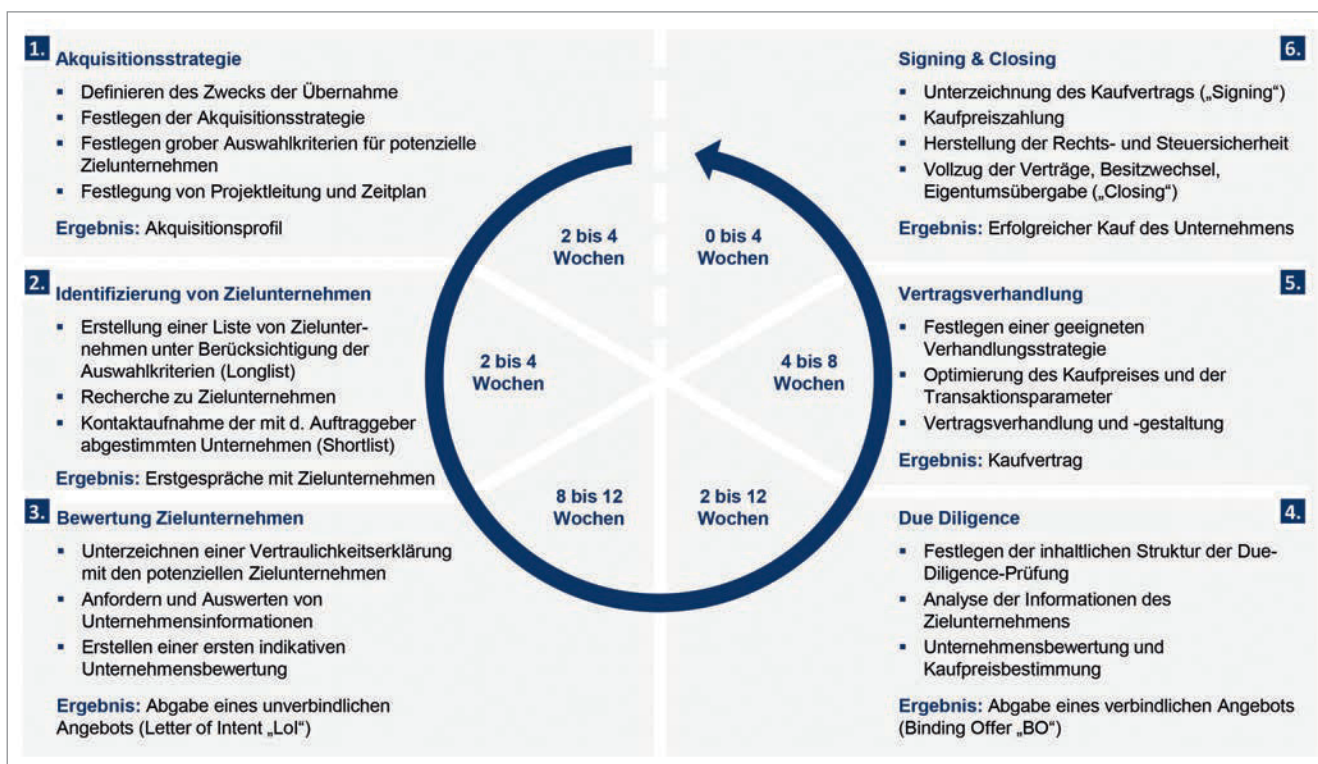 1.
Akquisitionsstrategie
▪ Definieren des Zwecks der Übernahme
▪ Festlegen der Akquisitionsstrategie
▪ Festlegen grober Auswahlkriterien für potenzielle
Zielunternehmen
▪ Festlegung von Projektleitung und Zeitplan
Ergebnis: Akquisitionsprofil
2 bis 4
Wochen
2.
Identifizierung von Zielunternehmen
▪ Erstellung einer Liste von Zielunter-
nehmen unter Berücksichtigung der
Auswahlkriterien (Longlist)
▪ Recherche zu Zielunternehmen
▪ Kontaktaufnahme der mit d. Auftraggeber
abgestimmten Unternehmen (Shortlist)
Ergebnis: Erstgespräche mit Zielunternehmen
2 bis 4
Wochen
3.
Bewertung Zielunternehmen
▪ Unterzeichnen einer Vertraulichkeitserklärung
mit den potenziellen Zielunternehmen
▪ Anfordern und Auswerten von
Unternehmensinformationen
▪ Erstellen einer ersten indikativen
Unternehmensbewertung
Ergebnis: Abgabe eines unverbindlichen
Angebots (Letter of Intent „LoI“)
8 bis 12
Wochen
4.
Due Diligence
▪ Festlegen der inhaltlichen Struktur der Due-
Diligence-Prüfung
▪ Analyse der Informationen des
Zielunternehmens
▪ Unternehmensbewertung und
Kaufpreisbestimmung
Ergebnis: Abgabe eines verbindlichen Angebots
(Binding Offer „BO“)
2 bis 12
Wochen
5.
Vertragsverhandlung
▪ Festlegen einer geeigneten
Verhandlungsstrategie
▪ Optimierung des Kaufpreises und der
Transaktionsparameter
▪ Vertragsverhandlung und -gestaltung
Ergebnis: Kaufvertrag
4 bis 8
Wochen
6.
Signing & Closing
▪ Unterzeichnung des Kaufvertrags („Signing“)
▪ Kaufpreiszahlung
▪ Herstellung der Rechts- und Steuersicherheit
▪ Vollzug der Verträge, Besitzwechsel,
Eigentumsübergabe („Closing“)
Ergebnis: Erfolgreicher Kauf des Unternehmens
0 bis 4
Wochen